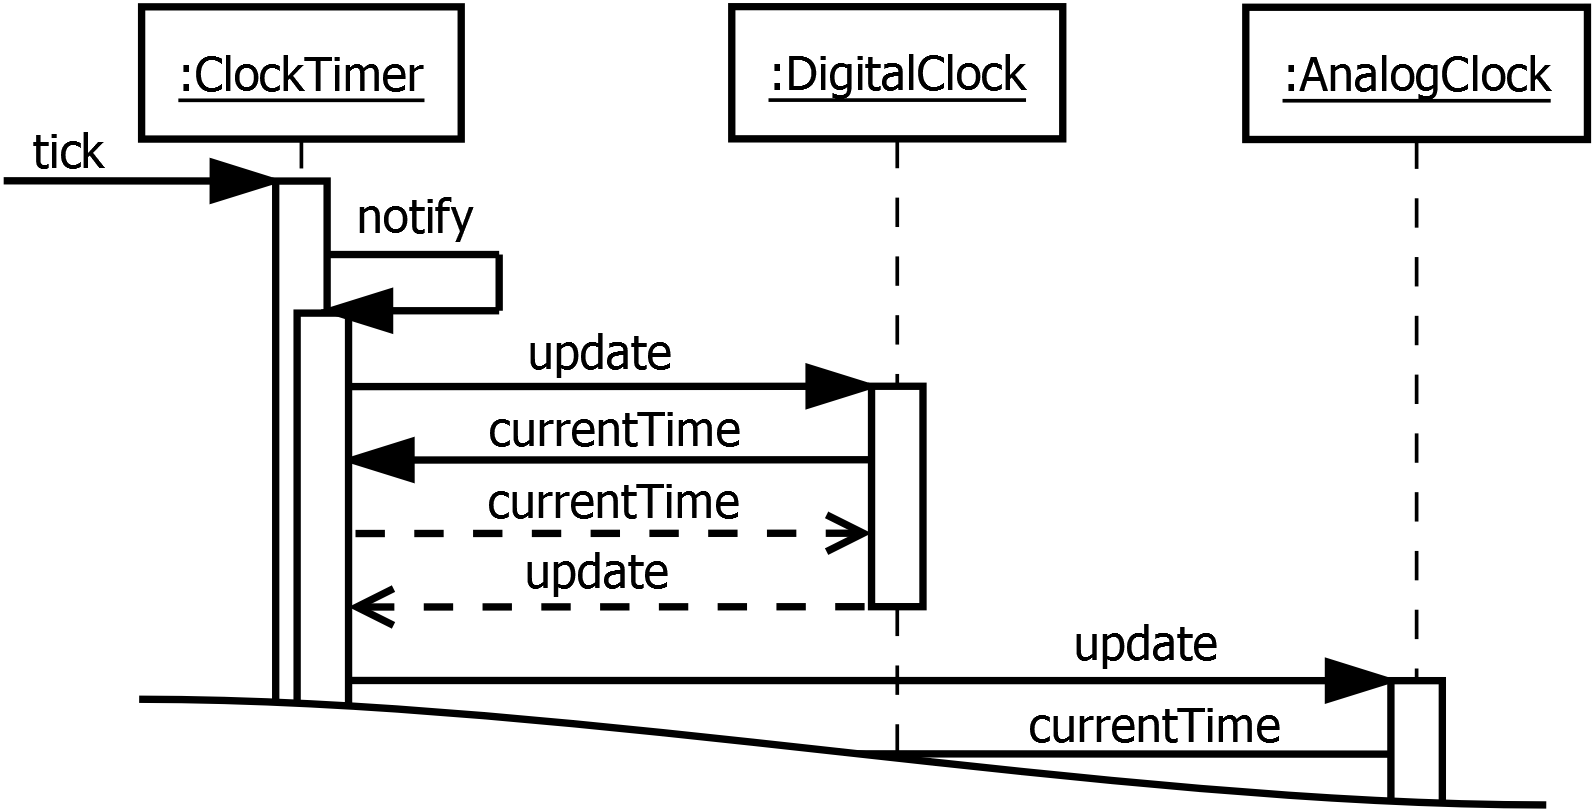 :ClockTimer
:DigitalClock
:AnalogClock
tick
notify
update
currentTime
currentTime
update
update
currentTime